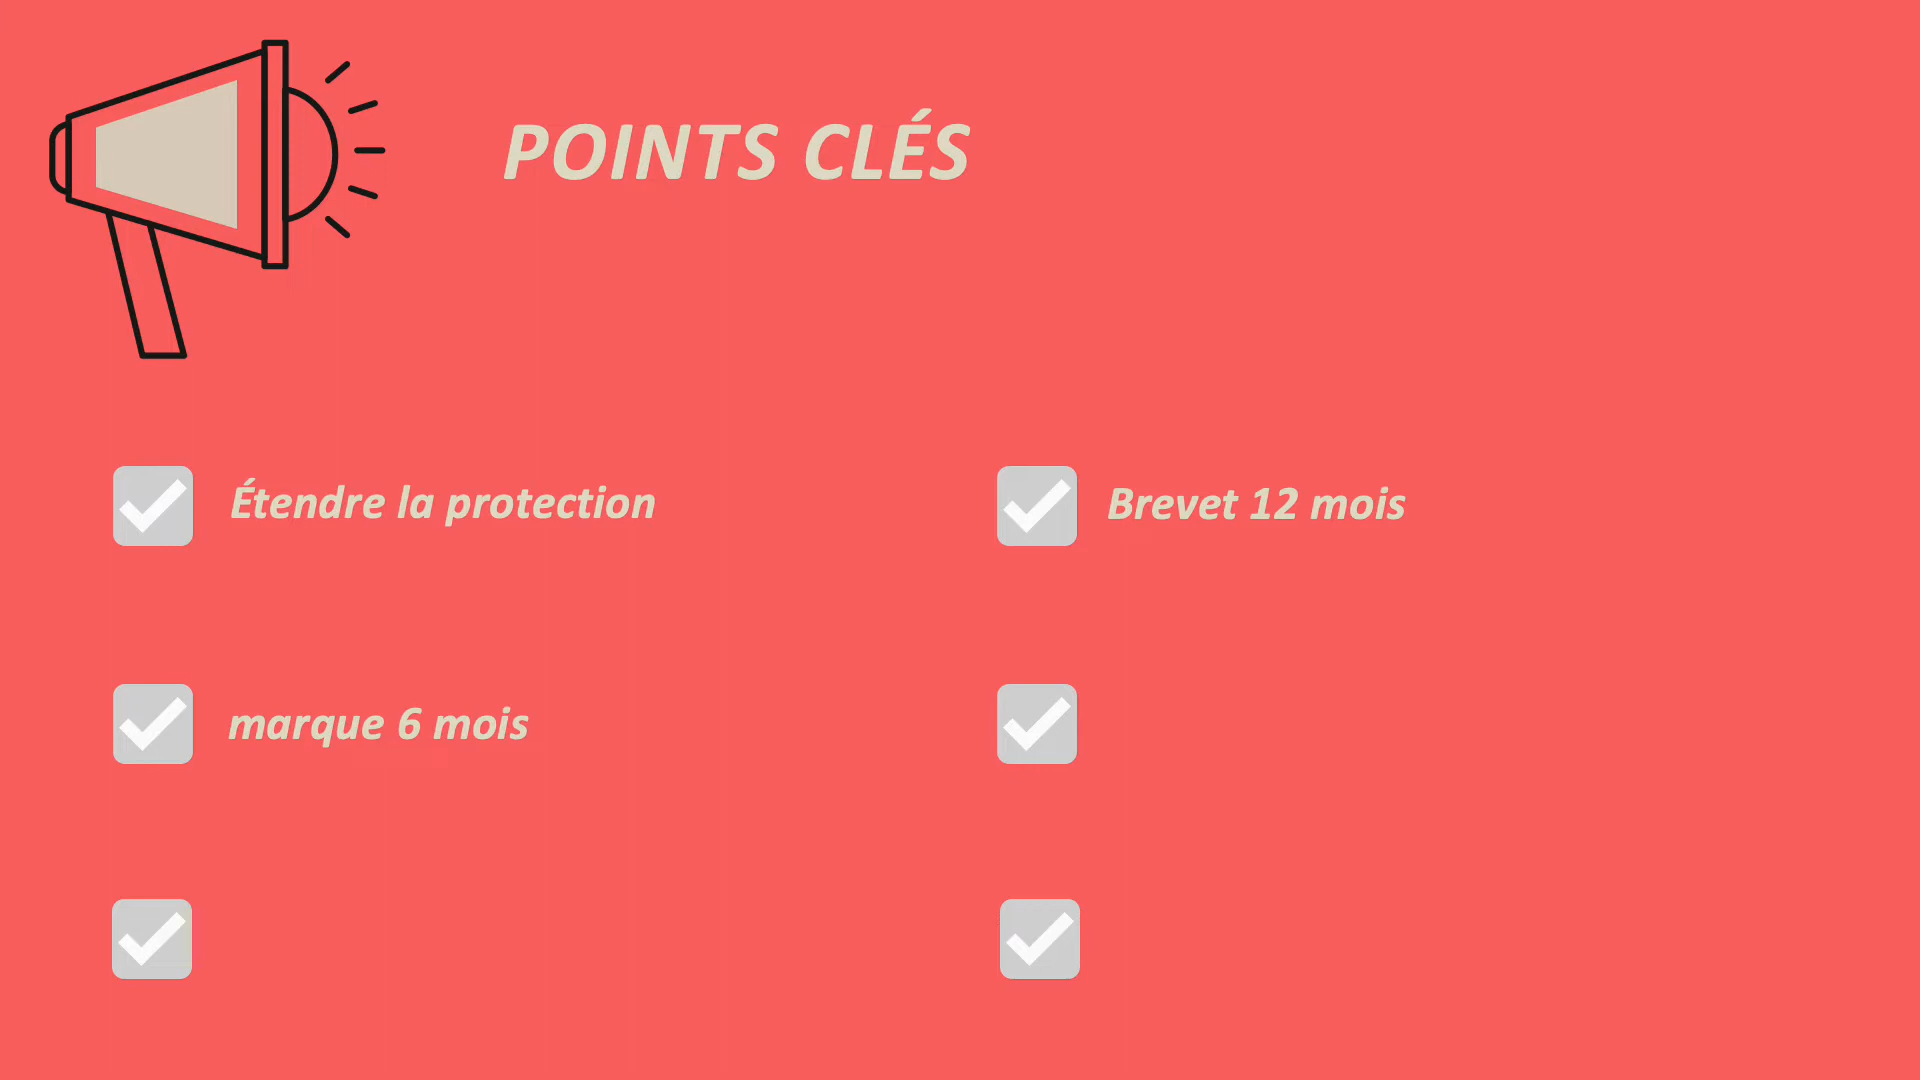 POINTS CLÉS
Étendre la protection
Brevet 12 mois
marque 6 mois